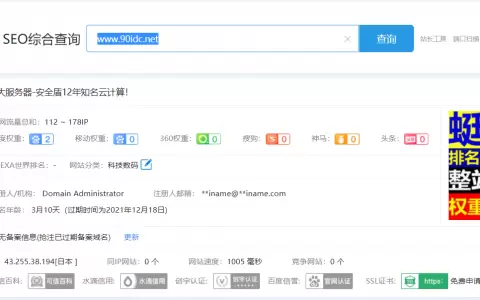 SEO综合查询 www.90idc.net 查询 站长工具 端口扫描
大服务器-安全盾12年知名云计算!
网流量总和: 112 ~ 178IP
度权重: 2 移动权重: 0 360权重: 0 搜狗: 0 神马: 0 头条: 0
EXA世界排名: - 网站分类: 科技数码
册人/机构: Domain Administrator 注册人邮箱: **iname@**iname.com
名年龄: 3月10天 (过期时间为2021年12月18日)
无备案信息(抢注已过期备案域名) 更新
43.255.38.194[日本] 同IP网站: 0 个 网站速度: 1005 毫秒 竞争网站: 0 个
信百科: 可信百科 水滴信用: 水滴信用 创宇认证: 创宇认证 百度信誉: 官网认证 SSL证书: https 免费申请
排名
整站
权重